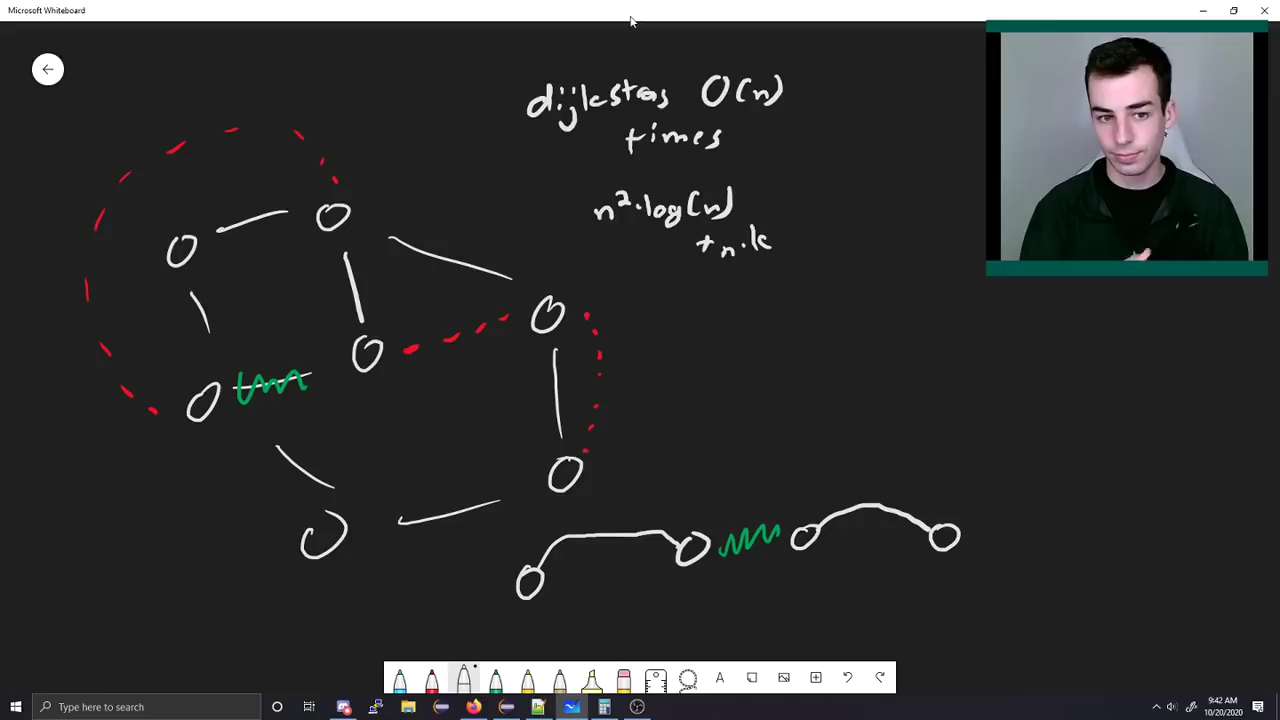 Microsoft Whiteboard
dijkstras O(n)
times
n²·log(n)
+n·k
A
Type here to search
9:42 AM
10/20/2020